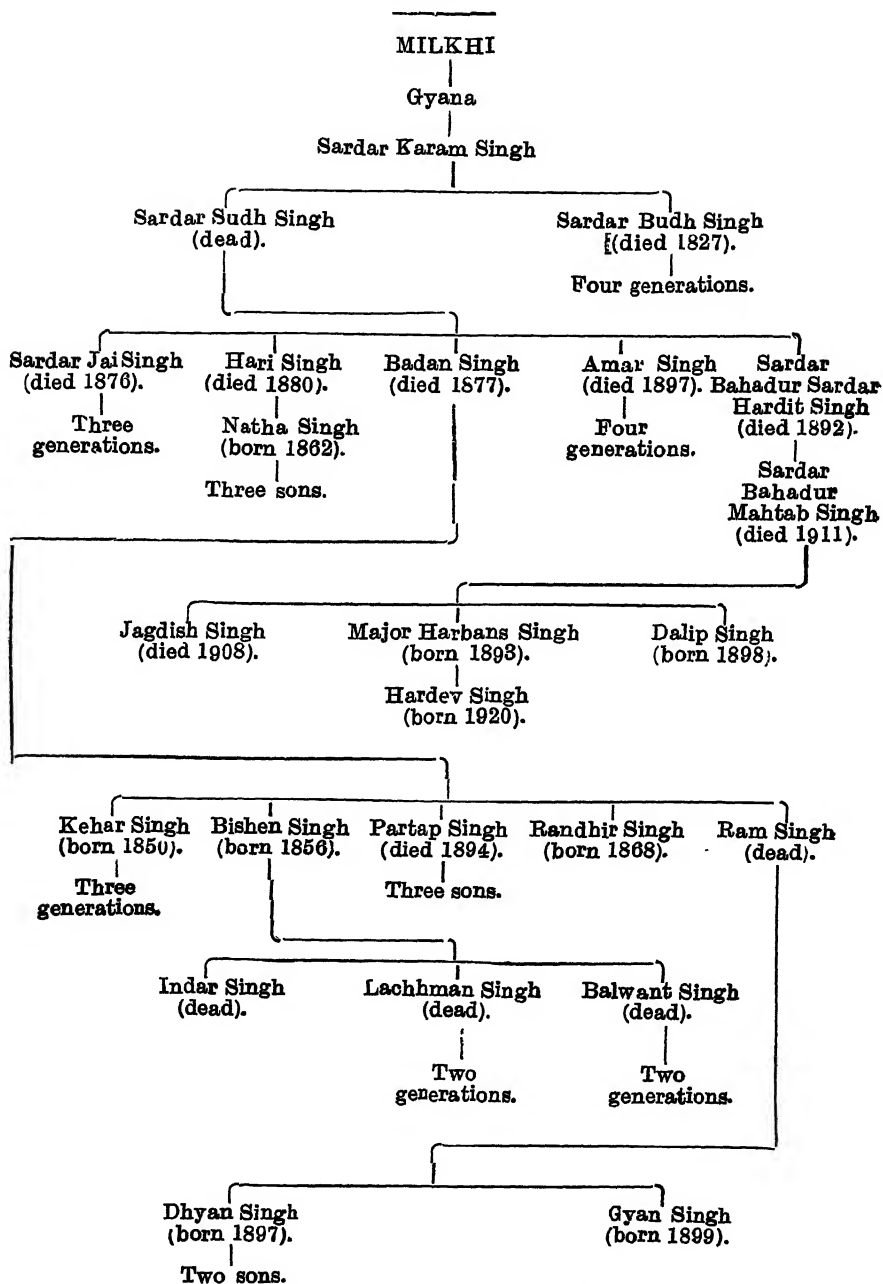 MILKHI
Gyana
Sardar Karam Singh
Sardar Sudh Singh
(dead).
Sardar Budh Singh
[(died 1827).
Four generations.
Sardar Jai Singh
(died 1876).
Three
generations.
Hari Singh
(died 1880).
Natha Singh
(born 1862).
Three sons.
Badan Singh
(died 1877).
Amar Singh
(died 1897).
Four
generations.
Sardar
Bahadur Sardar
Hardit Singh
(died 1892).
Sardar
Bahadur
Mahtab Singh
(died 1911).
Jagdish Singh
(died 1908).
Major Harbans Singh
(born 1893).
Hardev Singh
(born 1920).
Dalip Singh
(born 1898).
Kehar Singh
(born 1850).
Three
generations.
Bishen Singh
(born 1856).
Partap Singh
(died 1894).
Three sons.
Randhir Singh
(born 1868).
Ram Singh
(dead).
Indar Singh
(dead).
Lachhman Singh
(dead).
Two
generations.
Balwant Singh
(dead).
Two
generations.
Dhyan Singh
(born 1897).
Two sons.
Gyan Singh
(born 1899).